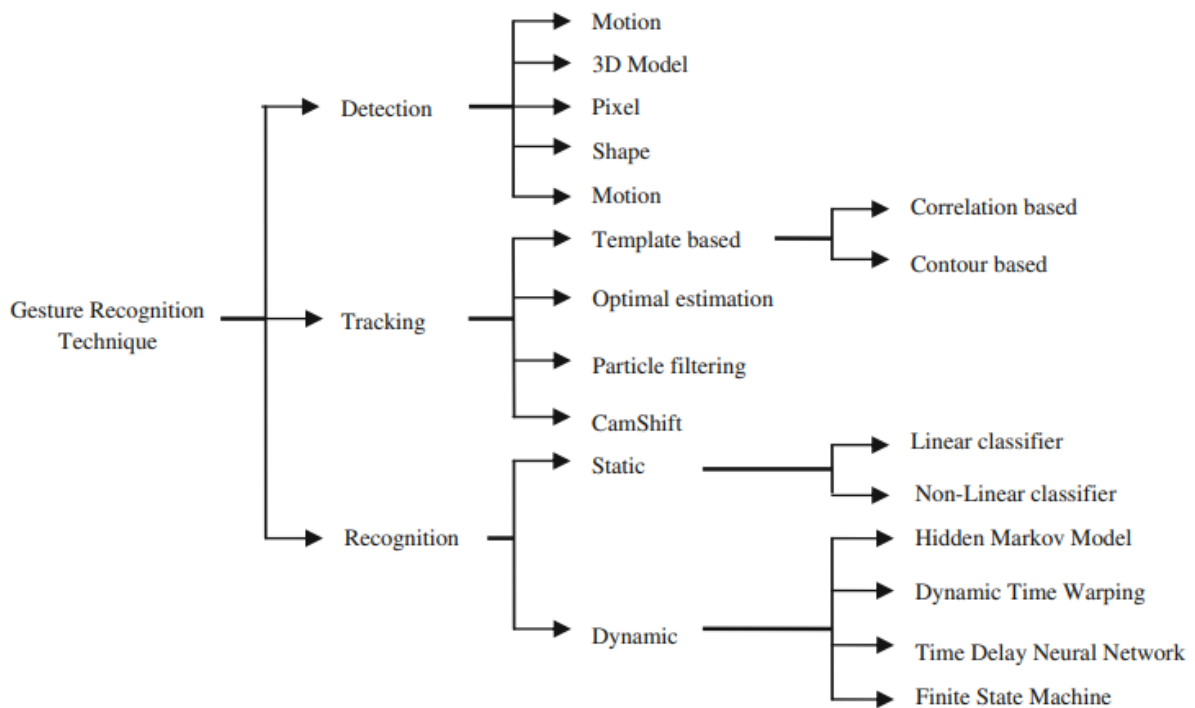 Motion
3D Model
Detection
Pixel
Shape
Motion
Correlation based
Template based
Contour based
Optimal estimation
Gesture Recognition
Technique
Tracking
Particle filtering
CamShift
Linear classifier
Static
Non-Linear classifier
Recognition
Hidden Markov Model
Dynamic Time Warping
Dynamic
Time Delay Neural Network
Finite State Machine